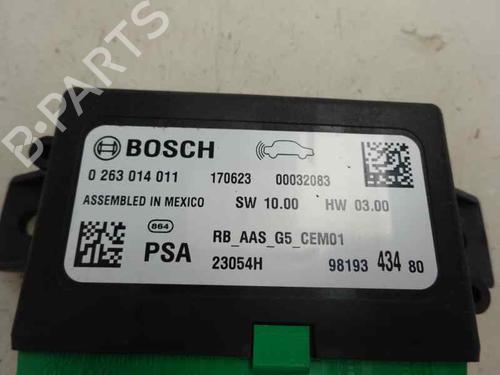 B-PARTS
BOSCH
0 263 014 011 170623 00032083
ASSEMBLED IN MEXICO SW 10.00 HW 03.00
864 RB_AAS_G5_CEM01
PSA 23054H 98193 434 80